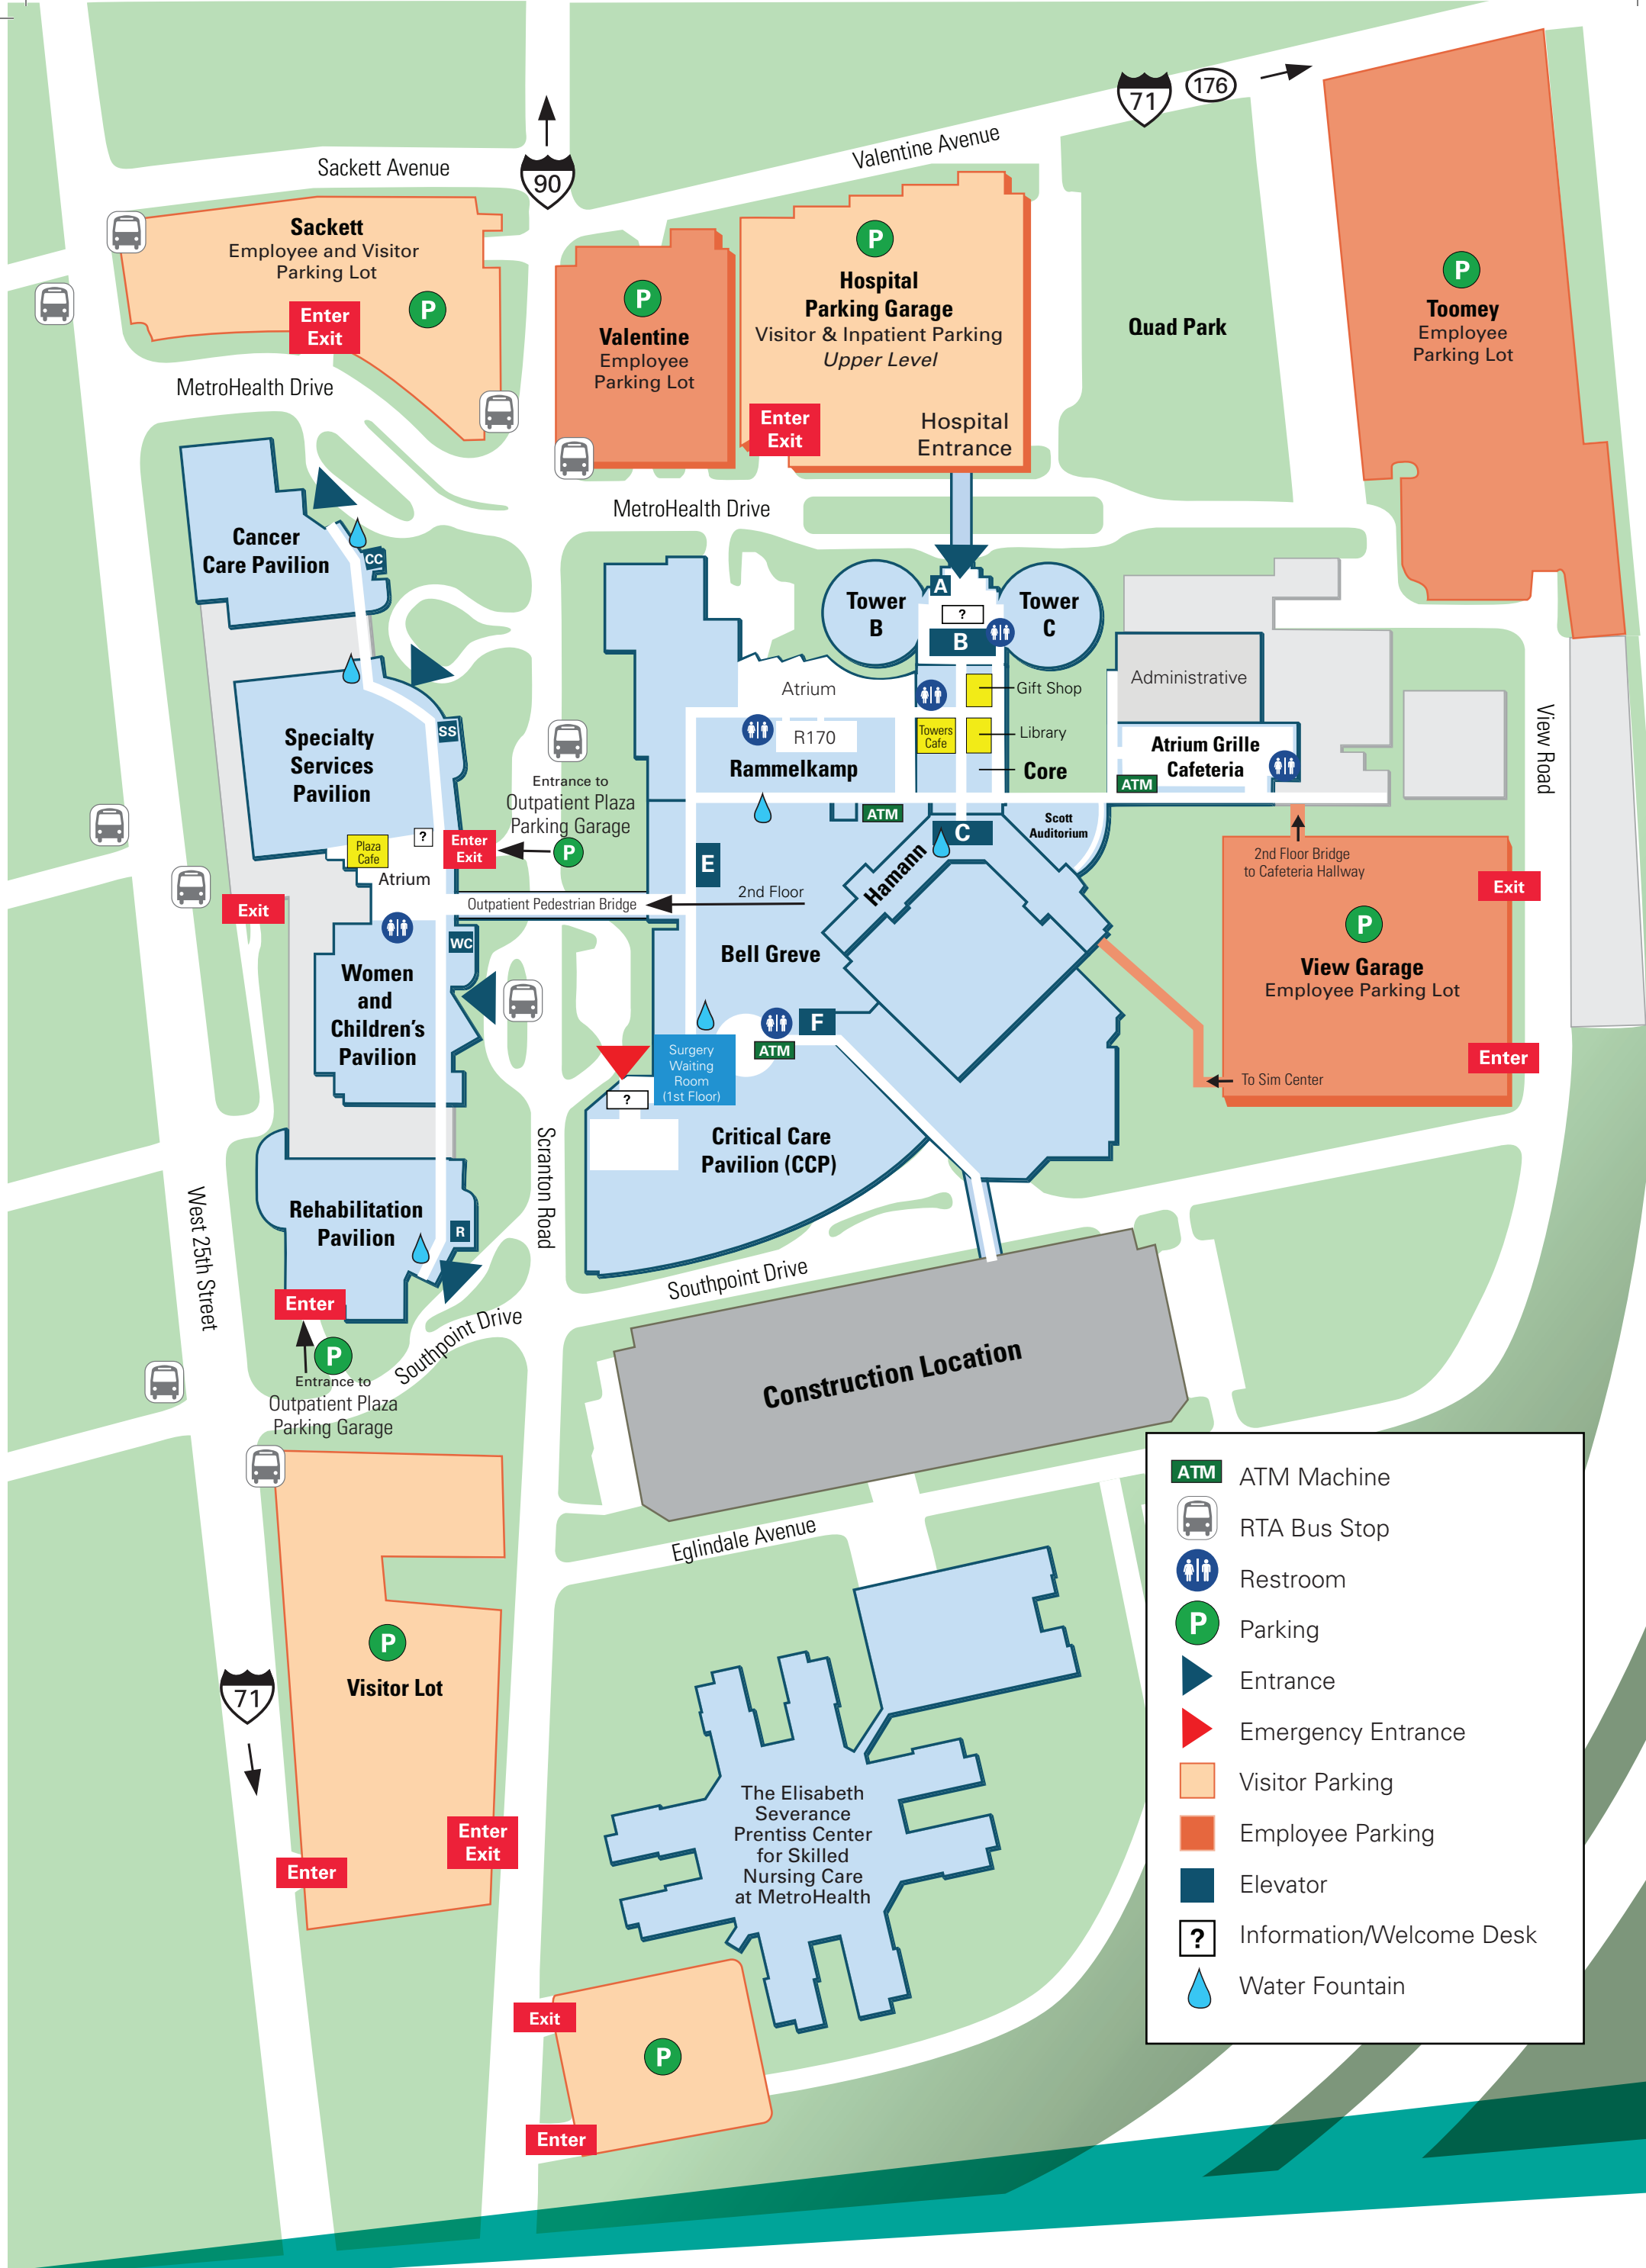 71
176
Valentine Avenue
Sackett Avenue
90
Sackett
Employee and Visitor
Parking Lot
P
Enter
Exit
P
Valentine
Employee
Parking Lot
P
Hospital
Parking Garage
Visitor & Inpatient Parking
Upper Level
Enter
Exit
Hospital
Entrance
Quad Park
P
Toomey
Employee
Parking Lot
MetroHealth Drive
MetroHealth Drive
Cancer
Care Pavilion
CC
Tower
B
A
?
B
Tower
C
Administrative
Atrium
Gift Shop
R170
Towers
Cafe
Library
Rammelkamp
Core
Atrium Grille
Cafeteria
ATM
View Road
Specialty
Services
Pavilion
SS
Entrance to
Outpatient Plaza
Parking Garage
P
Plaza
Cafe
?
Enter
Exit
Atrium
ATM
C
Scott
Auditorium
Hamann
E
2nd Floor
Outpatient Pedestrian Bridge
2nd Floor Bridge
to Cafeteria Hallway
Exit
Exit
P
View Garage
Employee Parking Lot
Enter
To Sim Center
WC
Women
and
Children's
Pavilion
Bell Greve
F
ATM
Surgery
Waiting
Room
(1st Floor)
?
Critical Care
Pavilion (CCP)
Scranton Road
West 25th Street
Rehabilitation
Pavilion
R
Enter
P
Entrance to
Outpatient Plaza
Parking Garage
Southpoint Drive
Southpoint Drive
Construction Location
Eglindale Avenue
P
Visitor Lot
71
Enter
Exit
Enter
The Elisabeth
Severance
Prentiss Center
for Skilled
Nursing Care
at MetroHealth
Exit
P
Enter
ATM
ATM Machine
RTA Bus Stop
Restroom
P
Parking
Entrance
Emergency Entrance
Visitor Parking
Employee Parking
Elevator
?
Information/Welcome Desk
Water Fountain